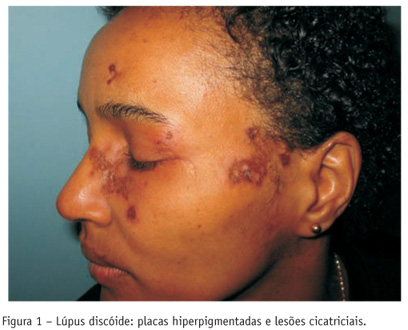 Figura 1 – Lúpus discóide: placas hiperpigmentadas e lesões cicatriciais.